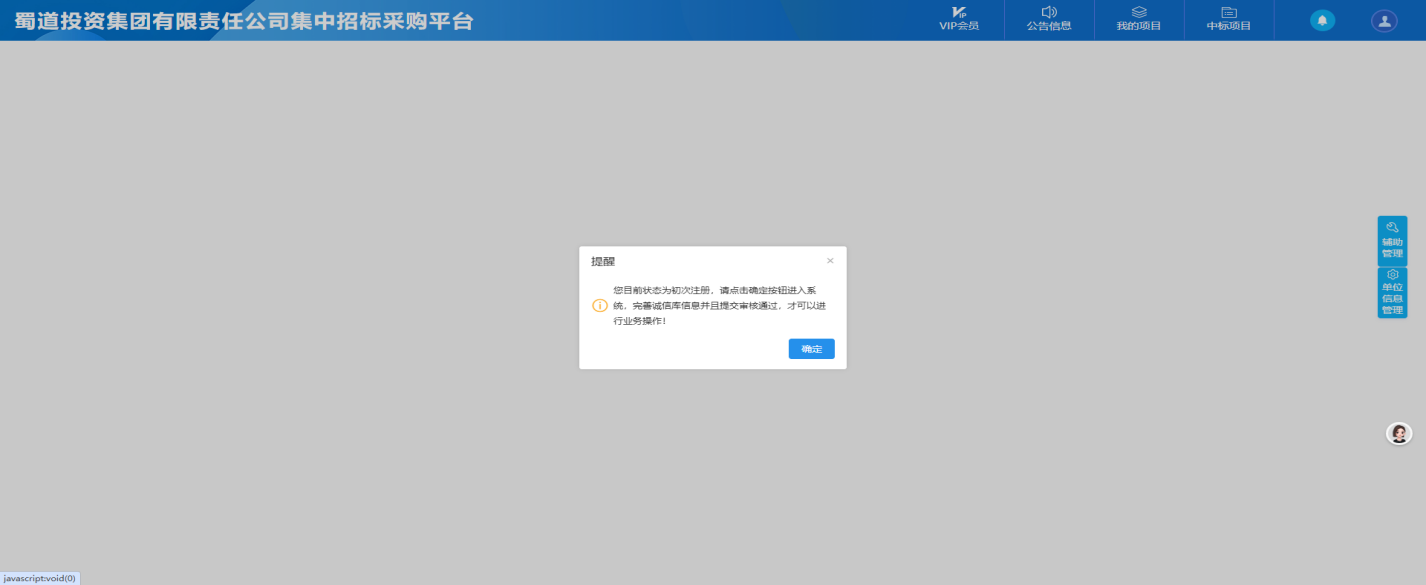 蜀道投资集团有限责任公司集中招标采购平台
VIP
VIP会员
公告信息
我的项目
中标项目
辅助
管理
单位
信息
管理
提醒
×
您目前状态为初次注册，请点击确定按钮进入系
统，完善诚信库信息并且提交审核通过，才可以进
行业务操作！
确定
javascript:void(0)